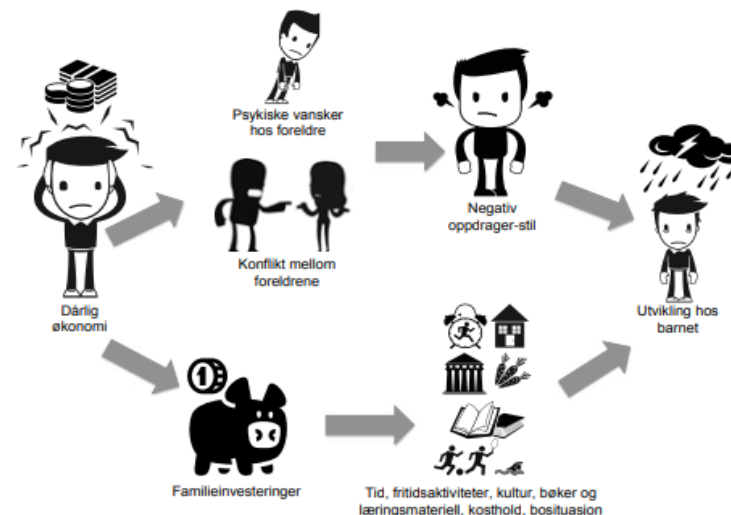 Psykiske vansker
hos foreldre
Konflikt mellom
foreldrene
Negativ
oppdrager-stil
Dårlig
økonomi
Utvikling hos
barnet
1
Familieinvesteringer
Tid, fritidsaktiviteter, kultur, bøker og
læringsmateriell, kosthold, bosituasjon